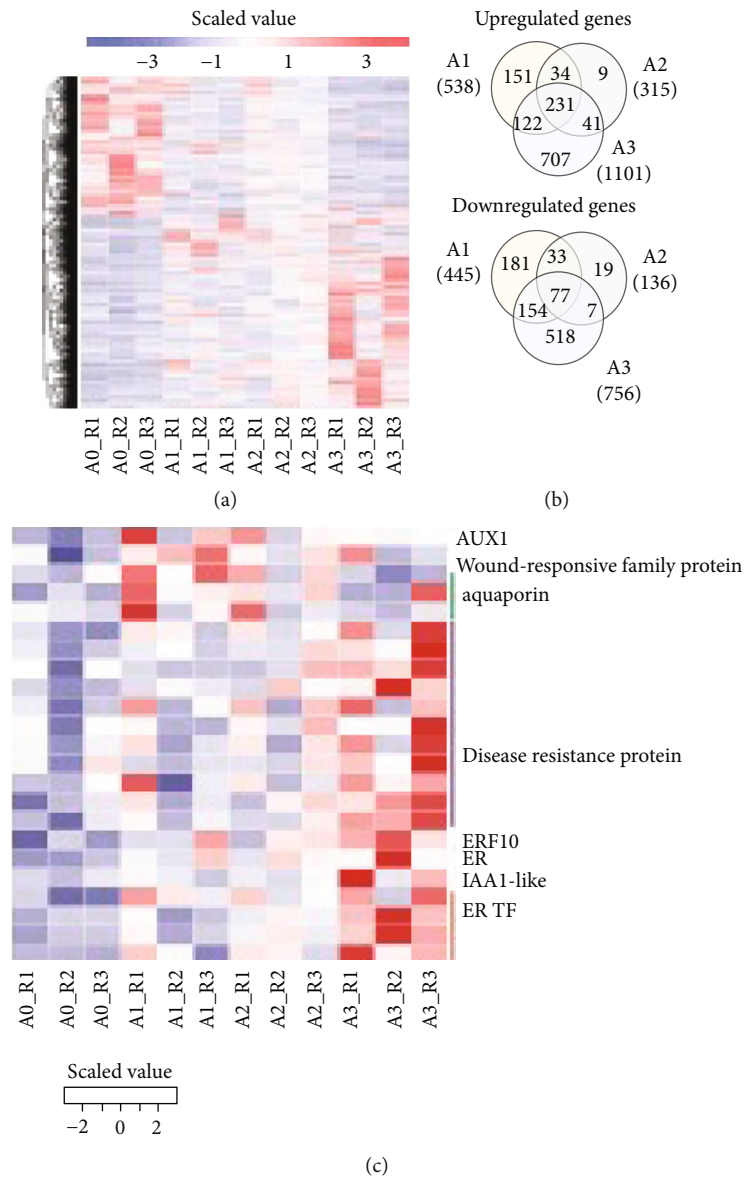 Scaled value
−3 −1 1 3
A0_R1 A0_R2 A0_R3 A1_R1 A1_R2 A1_R3 A2_R1 A2_R2 A2_R3 A3_R1 A3_R2 A3_R3
(a)
Upregulated genes
A1
(538)
151 34 9
A2
(315)
231
122 41
707
A3
(1101)
Downregulated genes
A1
(445)
181 33 19
A2
(136)
77
154 7
518
A3
(756)
(b)
AUX1
Wound-responsive family protein
aquaporin
Disease resistance protein
ERF10
ER
IAA1-like
ER TF
A0_R1 A0_R2 A0_R3 A1_R1 A1_R2 A1_R3 A2_R1 A2_R2 A2_R3 A3_R1 A3_R2 A3_R3
Scaled value
−2 0 2
(c)